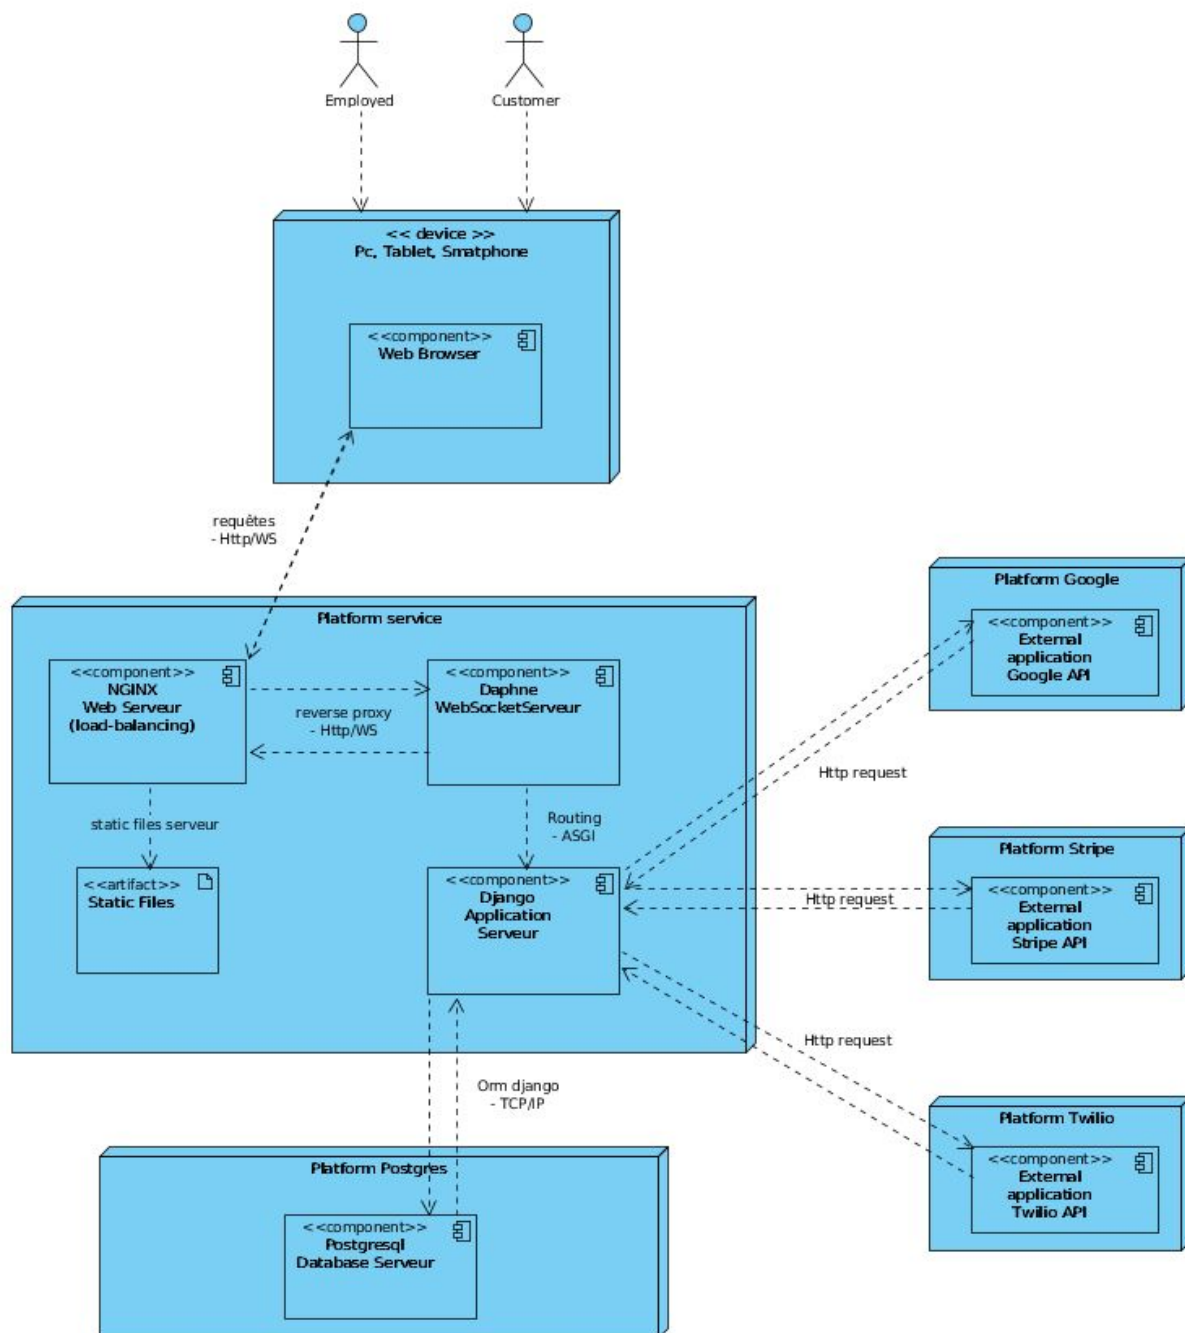 Employed
Customer
<< device >>
Pc, Tablet, Smatphone
<<component>>
Web Browser
requêtes
- Http/WS
Platform service
<<component>>
NGINX
Web Serveur
(load-balancing)
<<component>>
Daphne
WebSocketServeur
reverse proxy
- Http/WS
static files serveur
Routing
- ASGI
<<artifact>>
Static Files
<<component>>
Django
Application
Serveur
Platform Google
<<component>>
External
application
Google API
Http request
Platform Stripe
<<component>>
External
application
Stripe API
Http request
Http request
Platform Twilio
<<component>>
External
application
Twilio API
Orm django
- TCP/IP
Platform Postgres
<<component>>
Postgresql
Database Serveur